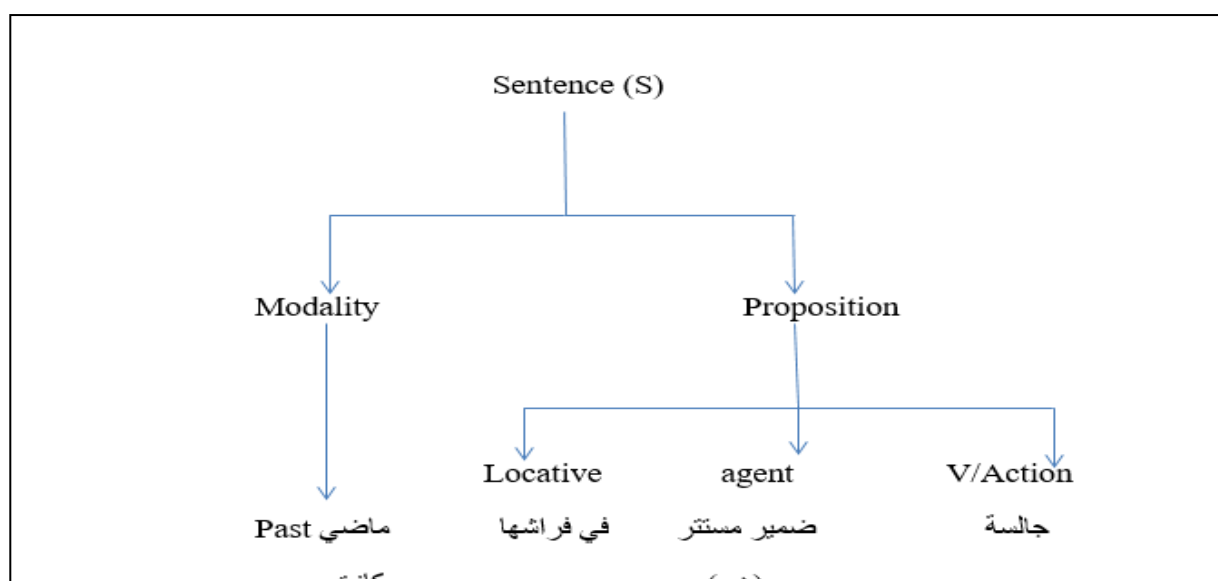 Sentence (S)
Modality Proposition
Locative agent V/Action
Past ماضي في فراشها ضمير مستتر جالسة